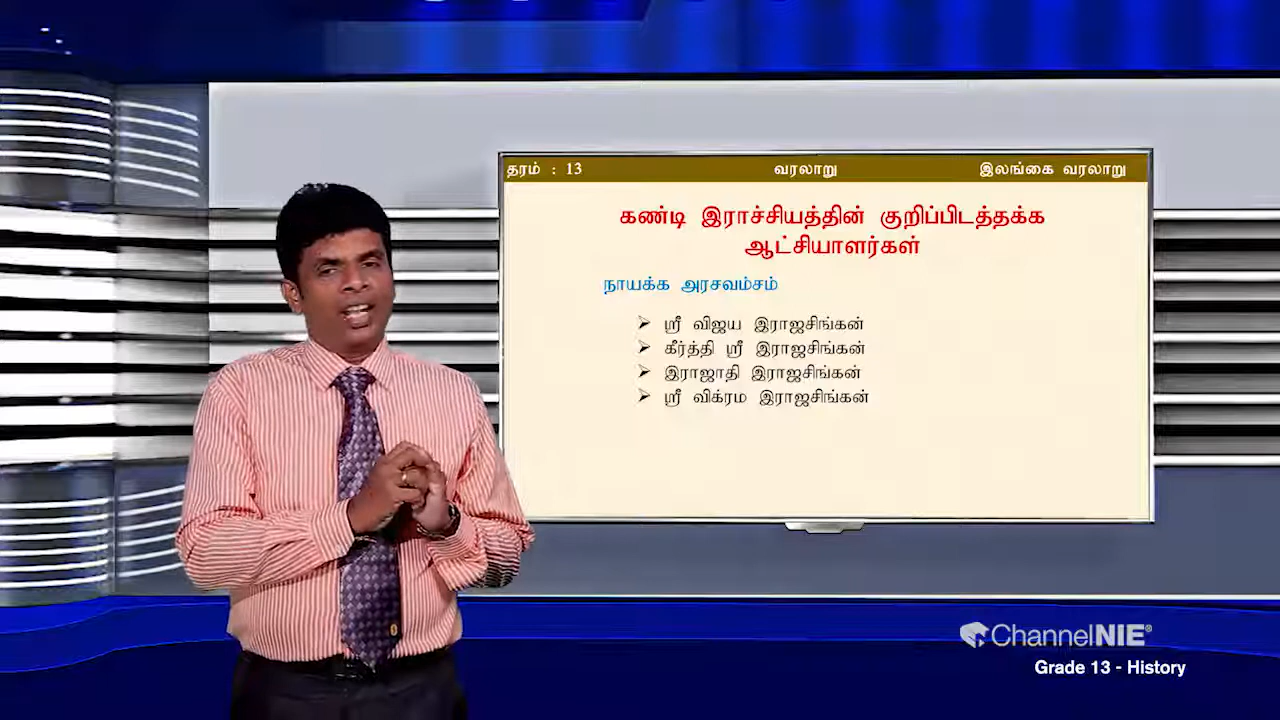 தரம் : 13 வரலாறு இலங்கை வரலாறு
கண்டி இராச்சியத்தின் குறிப்பிடத்தக்க
ஆட்சியாளர்கள்
நாயக்க அரசவம்சம்
➢ ஸ்ரீ விஜய இராஜசிங்கன்
➢ கீர்த்தி ஸ்ரீ இராஜசிங்கன்
➢ இராஜாதி இராஜசிங்கன்
➢ ஸ்ரீ விக்ரம இராஜசிங்கன்
ChannelNIE®
Grade 13 - History